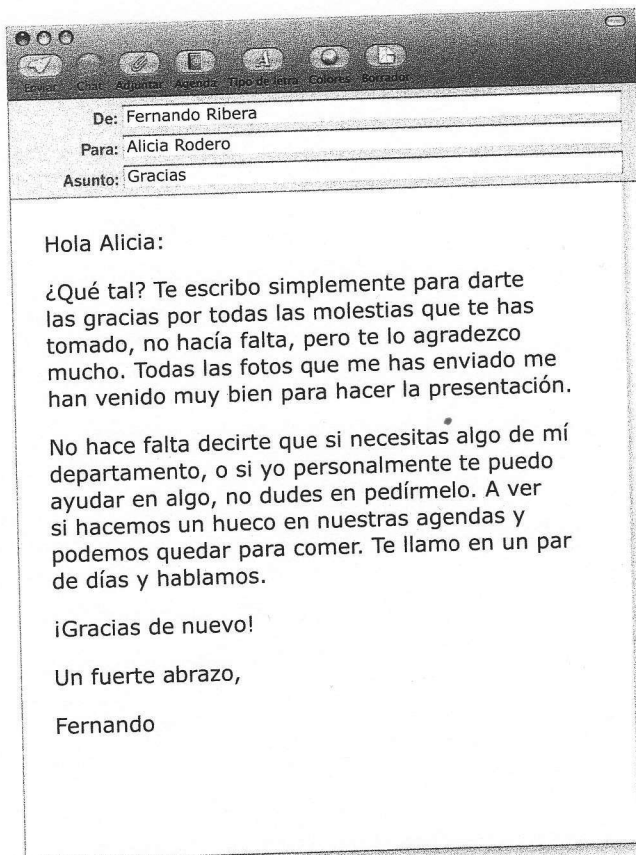 Enviar Chat Adjuntar Agenda Tipo de letra Colores Borrador
De: Fernando Ribera
Para: Alicia Rodero
Asunto: Gracias
Hola Alicia:
¿Qué tal? Te escribo simplemente para darte
las gracias por todas las molestias que te has
tomado, no hacía falta, pero te lo agradezco
mucho. Todas las fotos que me has enviado me
han venido muy bien para hacer la presentación.
No hace falta decirte que si necesitas algo de mí
departamento, o si yo personalmente te puedo
ayudar en algo, no dudes en pedírmelo. A ver
si hacemos un hueco en nuestras agendas y
podemos quedar para comer. Te llamo en un par
de días y hablamos.
¡Gracias de nuevo!
Un fuerte abrazo,
Fernando